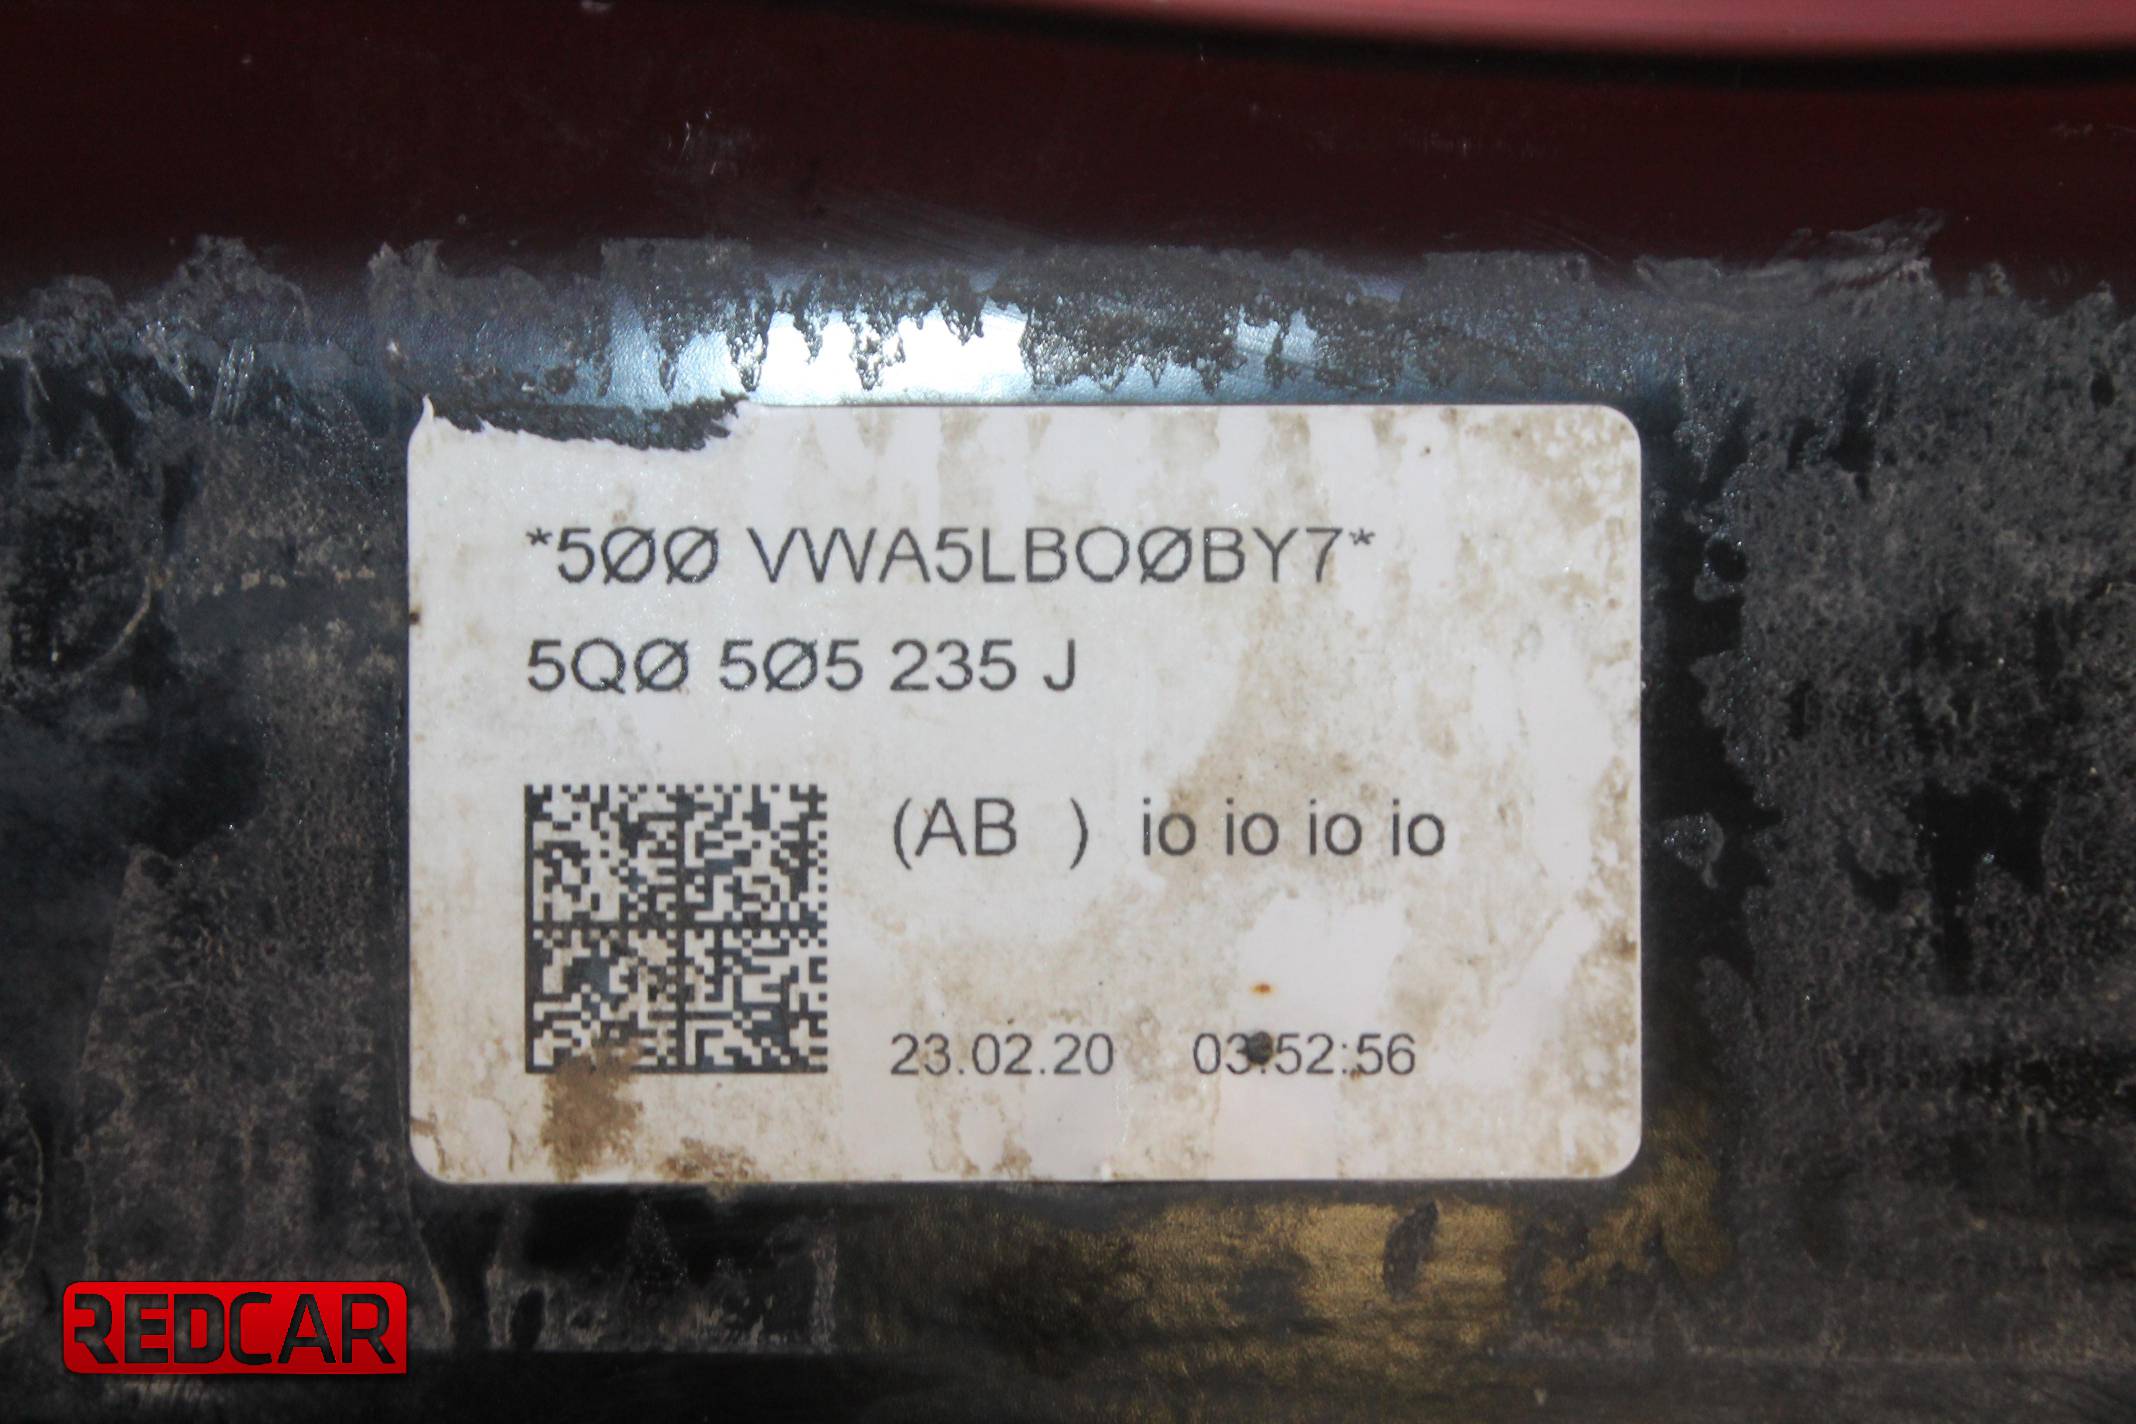 *5ØØ VWA5LBOØBY7*
5QØ 5Ø5 235 J
(AB ) io io io io
23.02.20 03:52:56
REDCAR